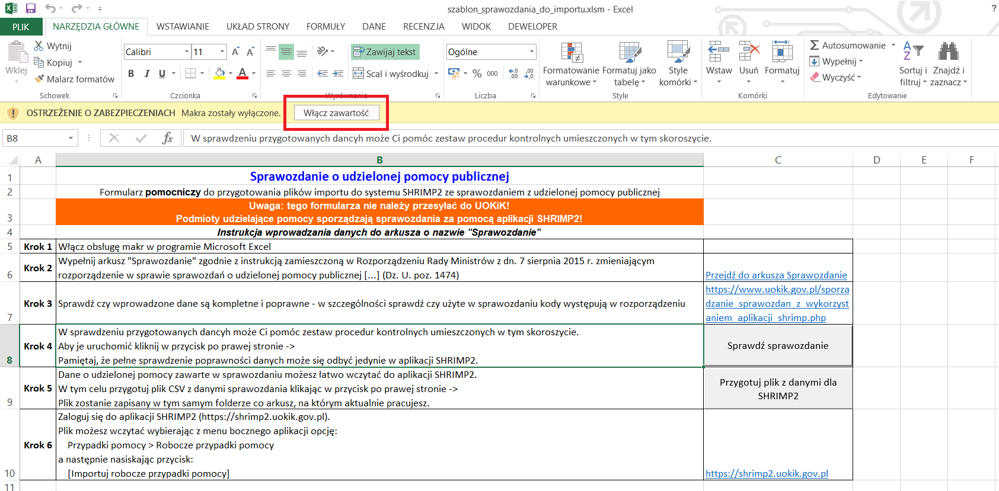 szablon_sprawozdania_do_importu.xlsm - Excel
?
PLIK NARZĘDZIA GŁÓWNE WSTAWIANIE UKŁAD STRONY FORMUŁY DANE RECENZJA WIDOK DEWELOPER
Wklej
Wytnij
Kopiuj
Malarz formatów
Schowek
Calibri 11
B I U
Czcionka
Zawijaj tekst
Scal i wyśrodkuj
Wyrównanie
Ogólne
% 000
Liczba
Formatowanie warunkowe
Formatuj jako tabelę
Style komórki
Style
Wstaw
Usuń
Formatuj
Komórki
Autosumowanie
Wypełnij
Wyczyść
Sortuj i filtruj
Znajdź i zaznacz
Edytowanie
OSTRZEŻENIE O ZABEZPIECZENIACH Makra zostały wyłączone. Włącz zawartość
B8 fx W sprawdzeniu przygotowanych dancyh może Ci pomóc zestaw procedur kontrolnych umieszczonych w tym skoroszycie.
A B C D E F
1 Sprawozdanie o udzielonej pomocy publicznej
2 Formularz pomocniczy do przygotowania plików importu do systemu SHRIMP2 ze sprawozdaniem z udzielonej pomocy publicznej
Uwaga: tego formularza nie należy przesyłać do UOKiK!
3 Podmioty udzielające pomocy sporządzają sprawozdania za pomocą aplikacji SHRIMP2!
4 Instrukcja wprowadzania danych do arkusza o nazwie "Sprawozdanie"
5 Krok 1 Włącz obsługę makr w programie Microsoft Excel
Krok 2 Wypełnij arkusz "Sprawozdanie" zgodnie z instrukcją zamieszczoną w Rozporządzeniu Rady Ministrów z dn. 7 sierpnia 2015 r. zmieniającym
6 rozporządzenie w sprawie sprawozdań o udzielonej pomocy publicznej [...] (Dz. U. poz. 1474) Przejdź do arkusza Sprawozdanie
Krok 3 Sprawdź czy wprowadzone dane są kompletne i poprawne - w szczególności sprawdź czy użyte w sprawozdaniu kody występują w rozporządzeniu
https://www.uokik.gov.pl/sporza
dzanie_sprawozdan_z_wykorzyst
7 aniem_aplikacji_shrimp.php
W sprawdzeniu przygotowanych dancyh może Ci pomóc zestaw procedur kontrolnych umieszczonych w tym skoroszycie.
Krok 4 Aby je uruchomić kliknij w przycisk po prawej stronie -> Sprawdź sprawozdanie
8 Pamiętaj, że pełne sprawdzenie poprawności danych może się odbyć jedynie w aplikacji SHRIMP2.
Dane o udzielonej pomocy zawarte w sprawozdaniu możesz łatwo wczytać do aplikacji SHRIMP2.
Krok 5 W tym celu przygotuj plik CSV z danymi sprawozdania klikając w przycisk po prawej stronie ->
9 Plik zostanie zapisany w tym samym folderze co arkusz, na którym aktualnie pracujesz.
Przygotuj plik z danymi dla
SHRIMP2
Zaloguj się do aplikacji SHRIMP2 (https://shrimp2.uokik.gov.pl).
Plik możesz wczytać wybierając z menu bocznego aplikacji opcję:
Krok 6 Przypadki pomocy > Robocze przypadki pomocy
a następnie nasiskając przycisk:
10 [Importuj robocze przypadki pomocy] https://shrimp2.uokik.gov.pl
11